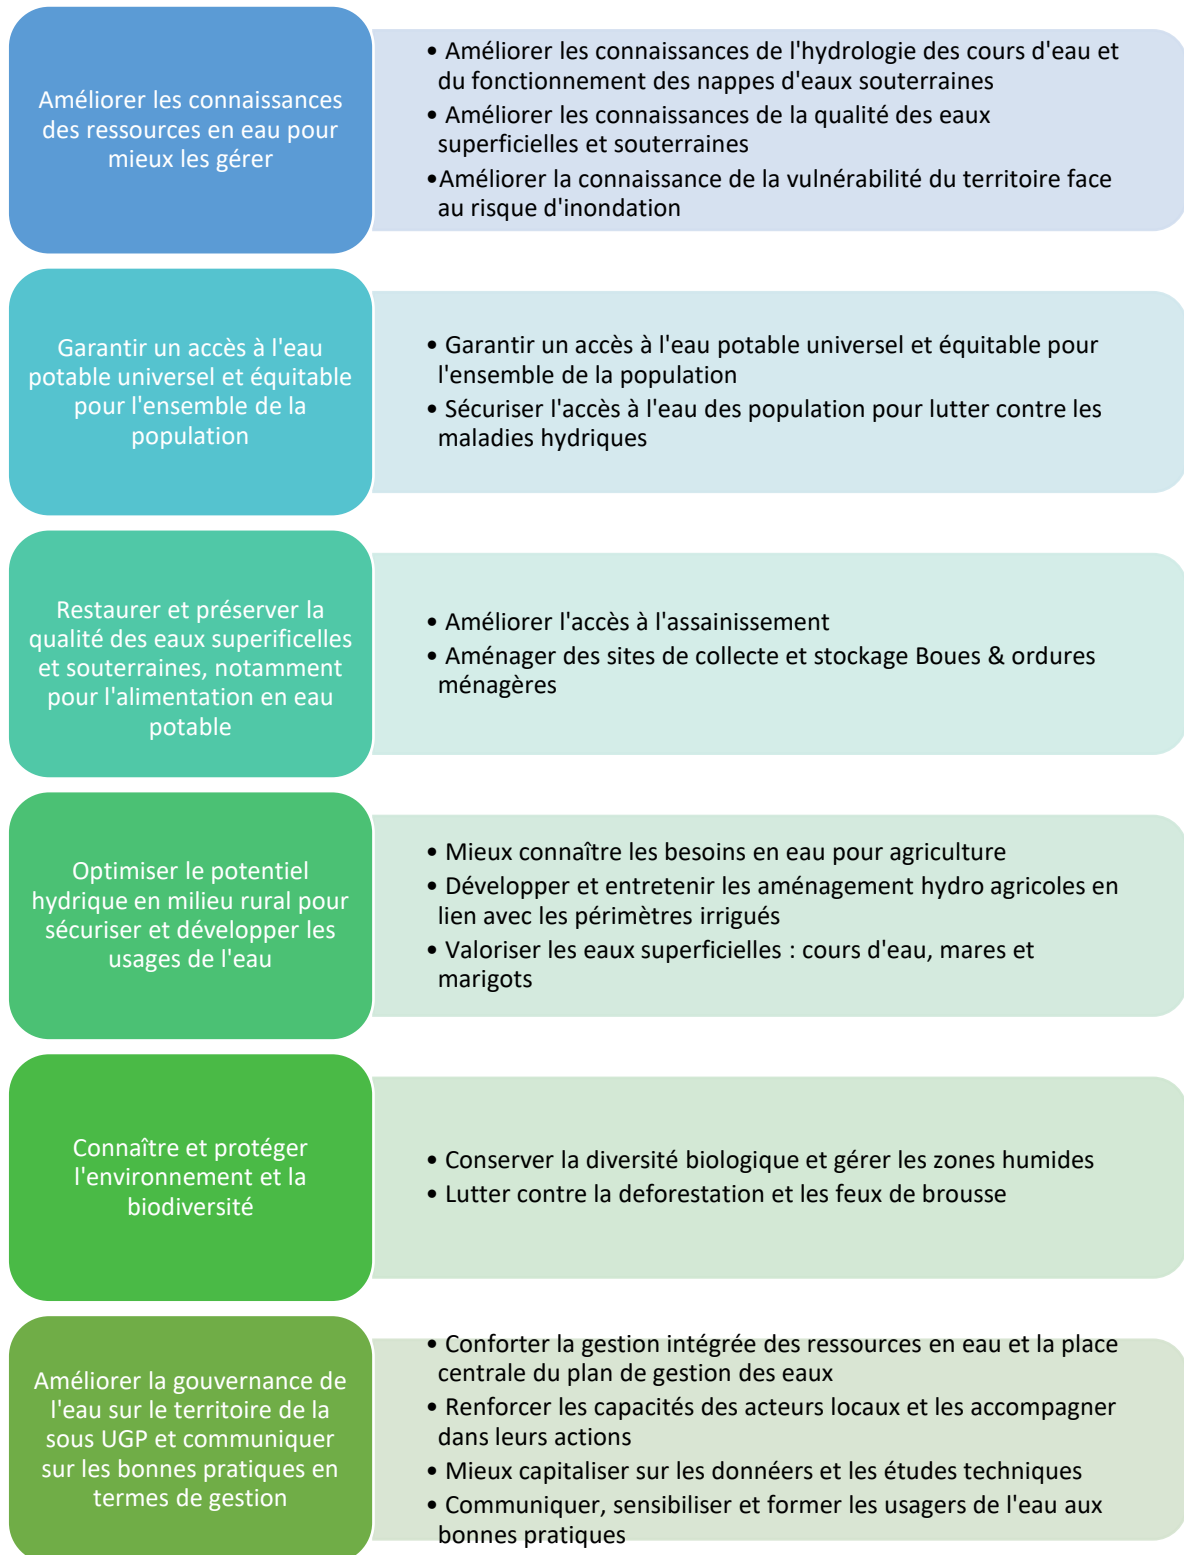 Améliorer les connaissances
des ressources en eau pour
mieux les gérer
• Améliorer les connaissances de l'hydrologie des cours d'eau et
du fonctionnement des nappes d'eaux souterraines
• Améliorer les connaissances de la qualité des eaux
superficielles et souterraines
•Améliorer la connaissance de la vulnérabilité du territoire face
au risque d'inondation
Garantir un accès à l'eau
potable universel et équitable
pour l'ensemble de la
population
• Garantir un accès à l'eau potable universel et équitable pour
l'ensemble de la population
• Sécuriser l'accès à l'eau des population pour lutter contre les
maladies hydriques
Restaurer et préserver la
qualité des eaux superificelles
et souterraines, notamment
pour l'alimentation en eau
potable
• Améliorer l'accès à l'assainissement
• Aménager des sites de collecte et stockage Boues & ordures
ménagères
Optimiser le potentiel
hydrique en milieu rural pour
sécuriser et développer les
usages de l'eau
• Mieux connaître les besoins en eau pour agriculture
• Développer et entretenir les aménagement hydro agricoles en
lien avec les périmètres irrigués
• Valoriser les eaux superficielles : cours d'eau, mares et
marigots
Connaître et protéger
l'environnement et la
biodiversité
• Conserver la diversité biologique et gérer les zones humides
• Lutter contre la deforestation et les feux de brousse
Améliorer la gouvernance de
l'eau sur le territoire de la
sous UGP et communiquer
sur les bonnes pratiques en
termes de gestion
• Conforter la gestion intégrée des ressources en eau et la place
centrale du plan de gestion des eaux
• Renforcer les capacités des acteurs locaux et les accompagner
dans leurs actions
• Mieux capitaliser sur les donnéers et les études techniques
• Communiquer, sensibiliser et former les usagers de l'eau aux
bonnes pratiques